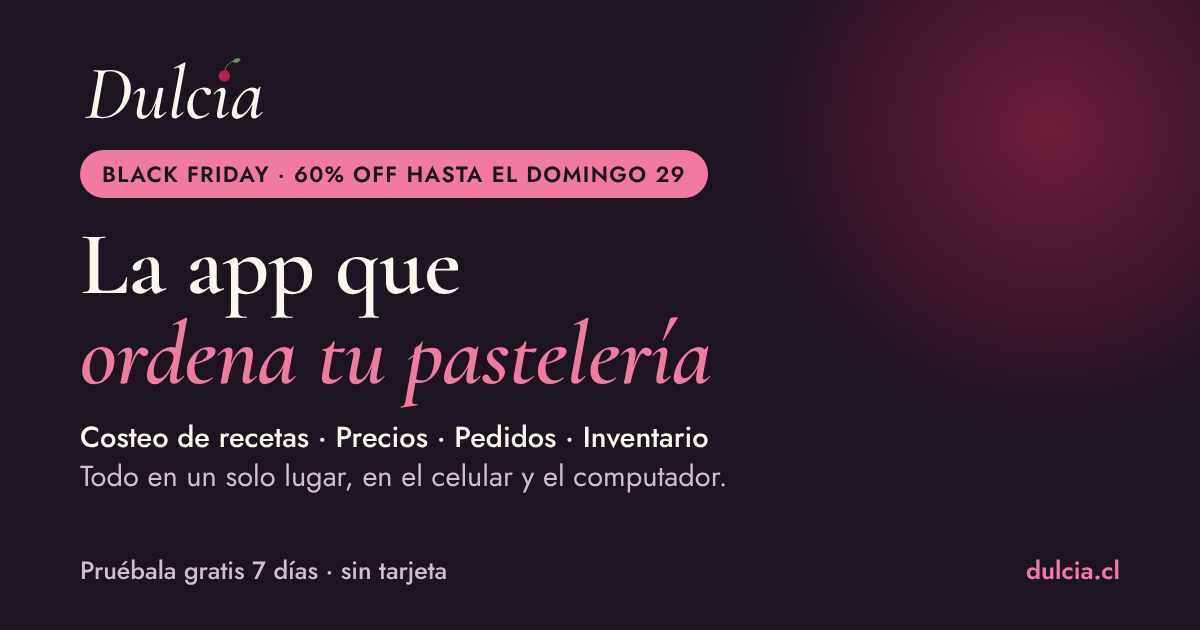 Dulcia
BLACK FRIDAY · 60% OFF HASTA EL DOMINGO 29
La app que
ordena tu pastelería
Costeo de recetas · Precios · Pedidos · Inventario
Todo en un solo lugar, en el celular y el computador.
Pruébala gratis 7 días · sin tarjeta
dulcia.cl